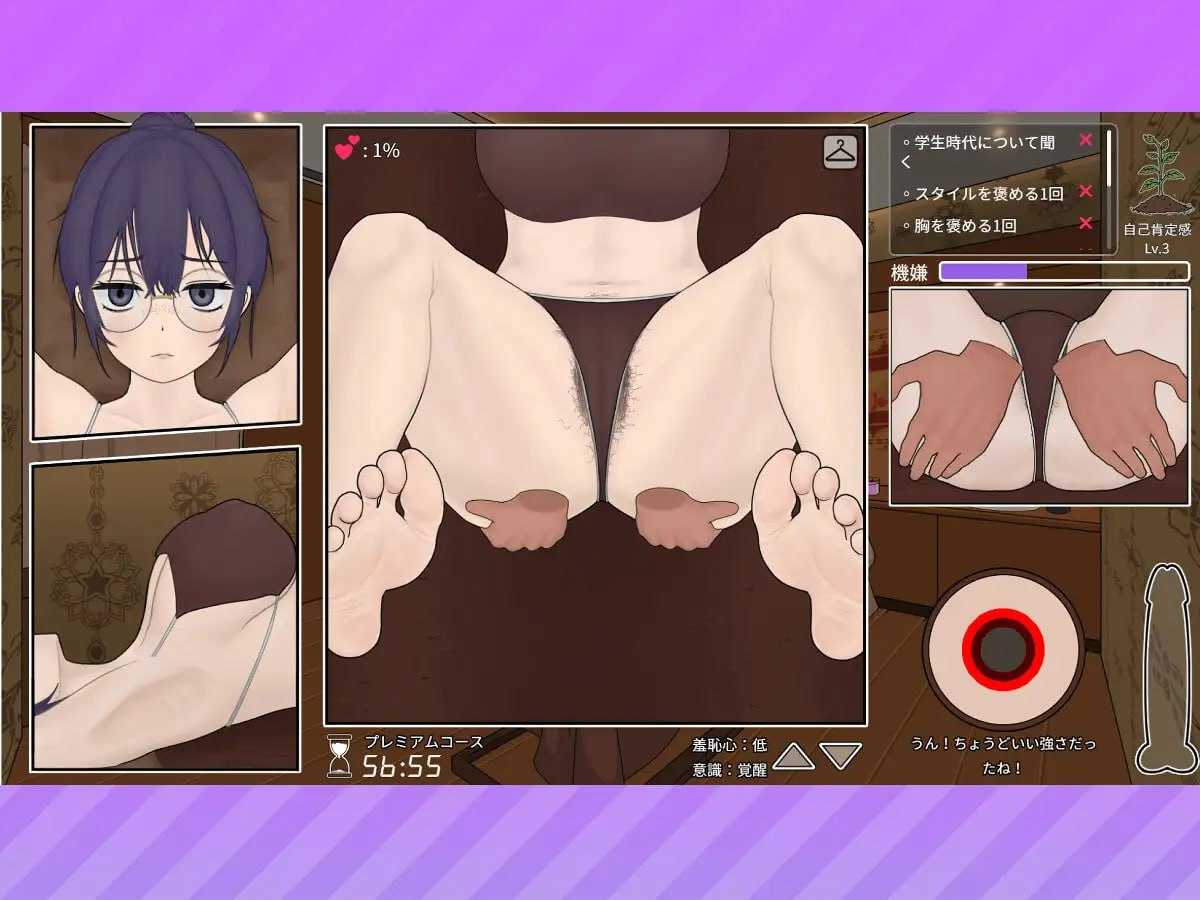 : 1%
。学生時代について聞
く
。スタイルを褒める1回
。胸を褒める1回
自己肯定感
Lv.3
機嫌
プレミアムコース
56:55
羞恥心：低
意識：覚醒
うん！ちょうどいい強さだっ
たね！